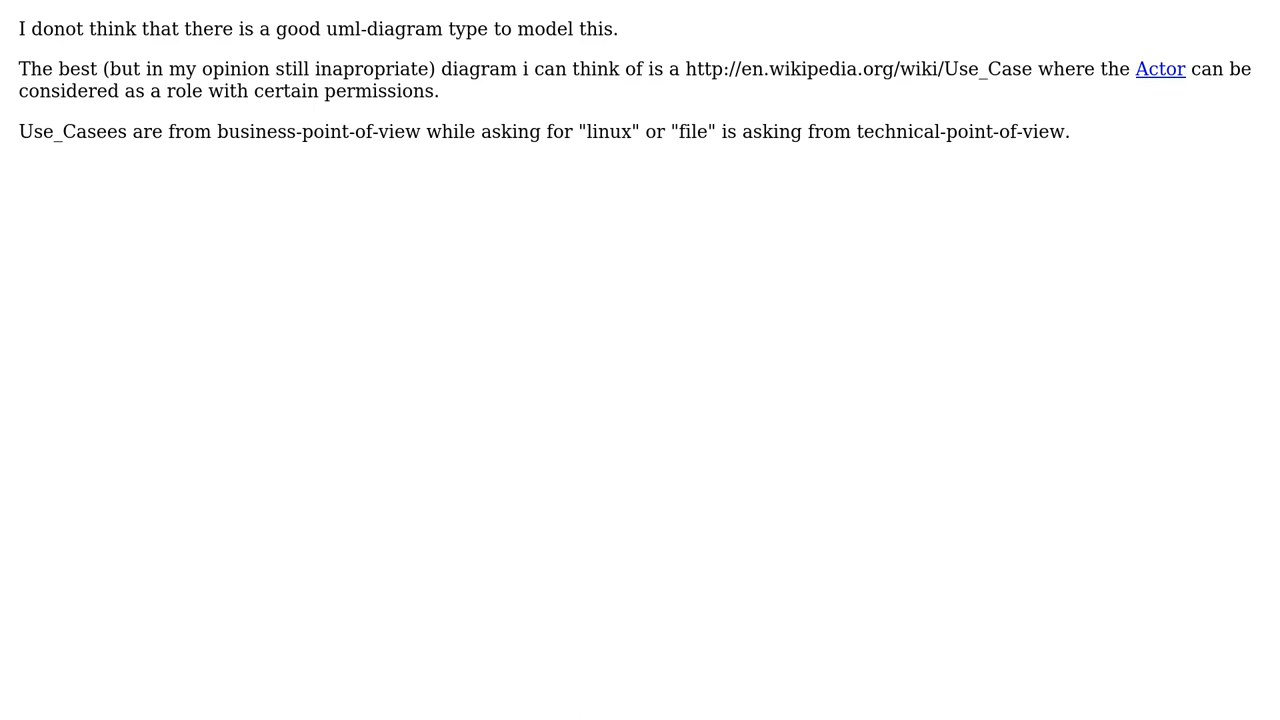 I donot think that there is a good uml-diagram type to model this.
The best (but in my opinion still inapropriate) diagram i can think of is a http://en.wikipedia.org/wiki/Use_Case where the Actor can be
considered as a role with certain permissions.
Use_Casees are from business-point-of-view while asking for "linux" or "file" is asking from technical-point-of-view.